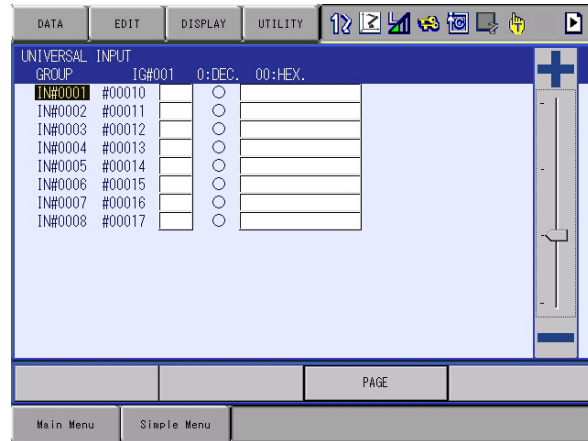 DATA EDIT DISPLAY UTILITY
UNIVERSAL INPUT
GROUP IG#001 0:DEC. 00:HEX.
IN#0001 #00010
IN#0002 #00011
IN#0003 #00012
IN#0004 #00013
IN#0005 #00014
IN#0006 #00015
IN#0007 #00016
IN#0008 #00017
PAGE
Main Menu Simple Menu